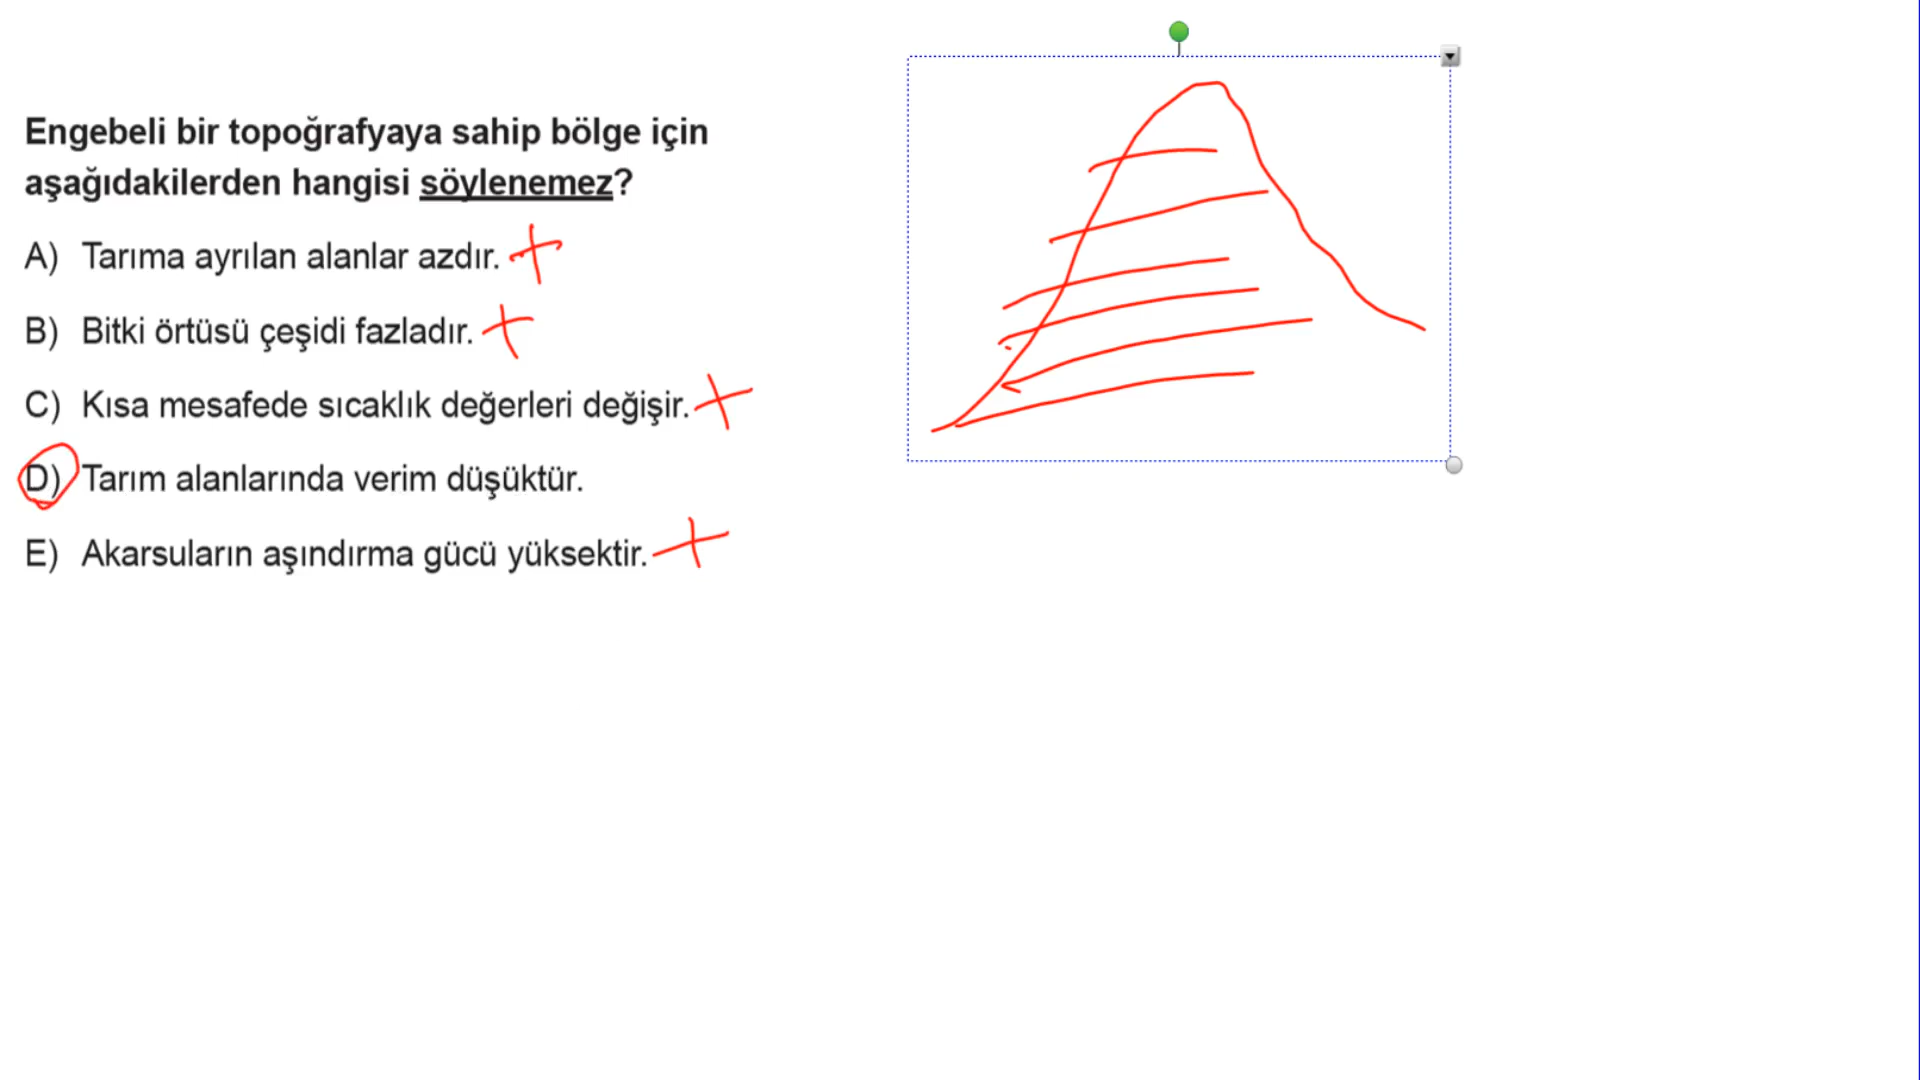 Engebeli bir topoğrafyaya sahip bölge için
aşağıdakilerden hangisi söylenemez?
A) Tarıma ayrılan alanlar azdır. +
B) Bitki örtüsü çeşidi fazladır. +
C) Kısa mesafede sıcaklık değerleri değişir. +
D) Tarım alanlarında verim düşüktür.
E) Akarsuların aşındırma gücü yüksektir. +